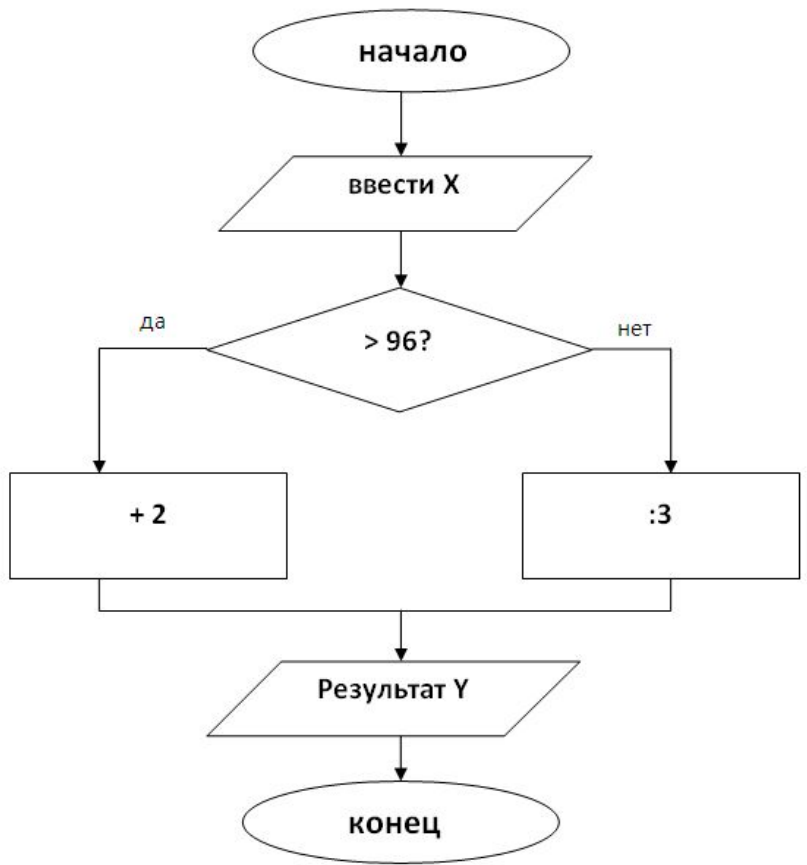 начало
ввести X
> 96?
да
нет
+ 2
:3
Результат Y
конец